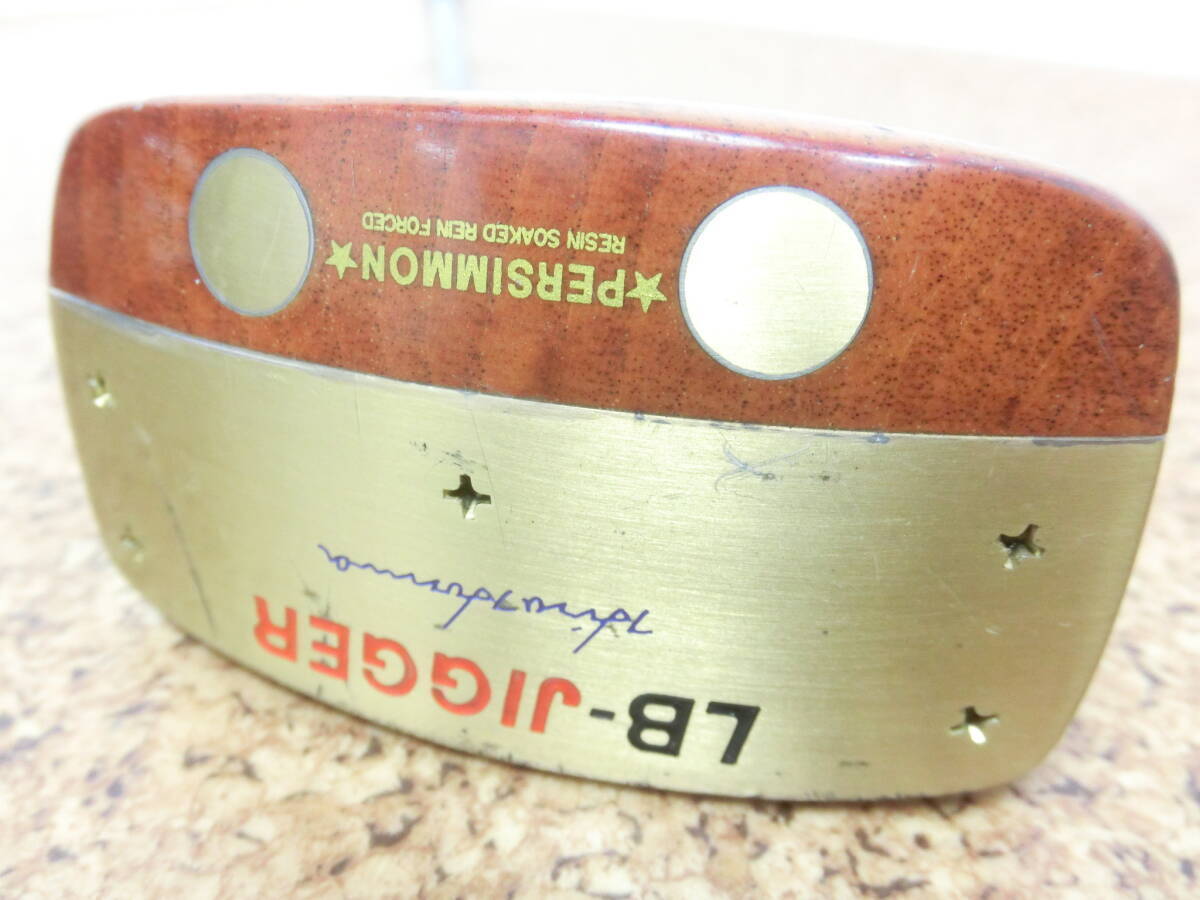 LB-JIGGER
★PERSIMMON★
RESIN SOAKED REIN FORCED